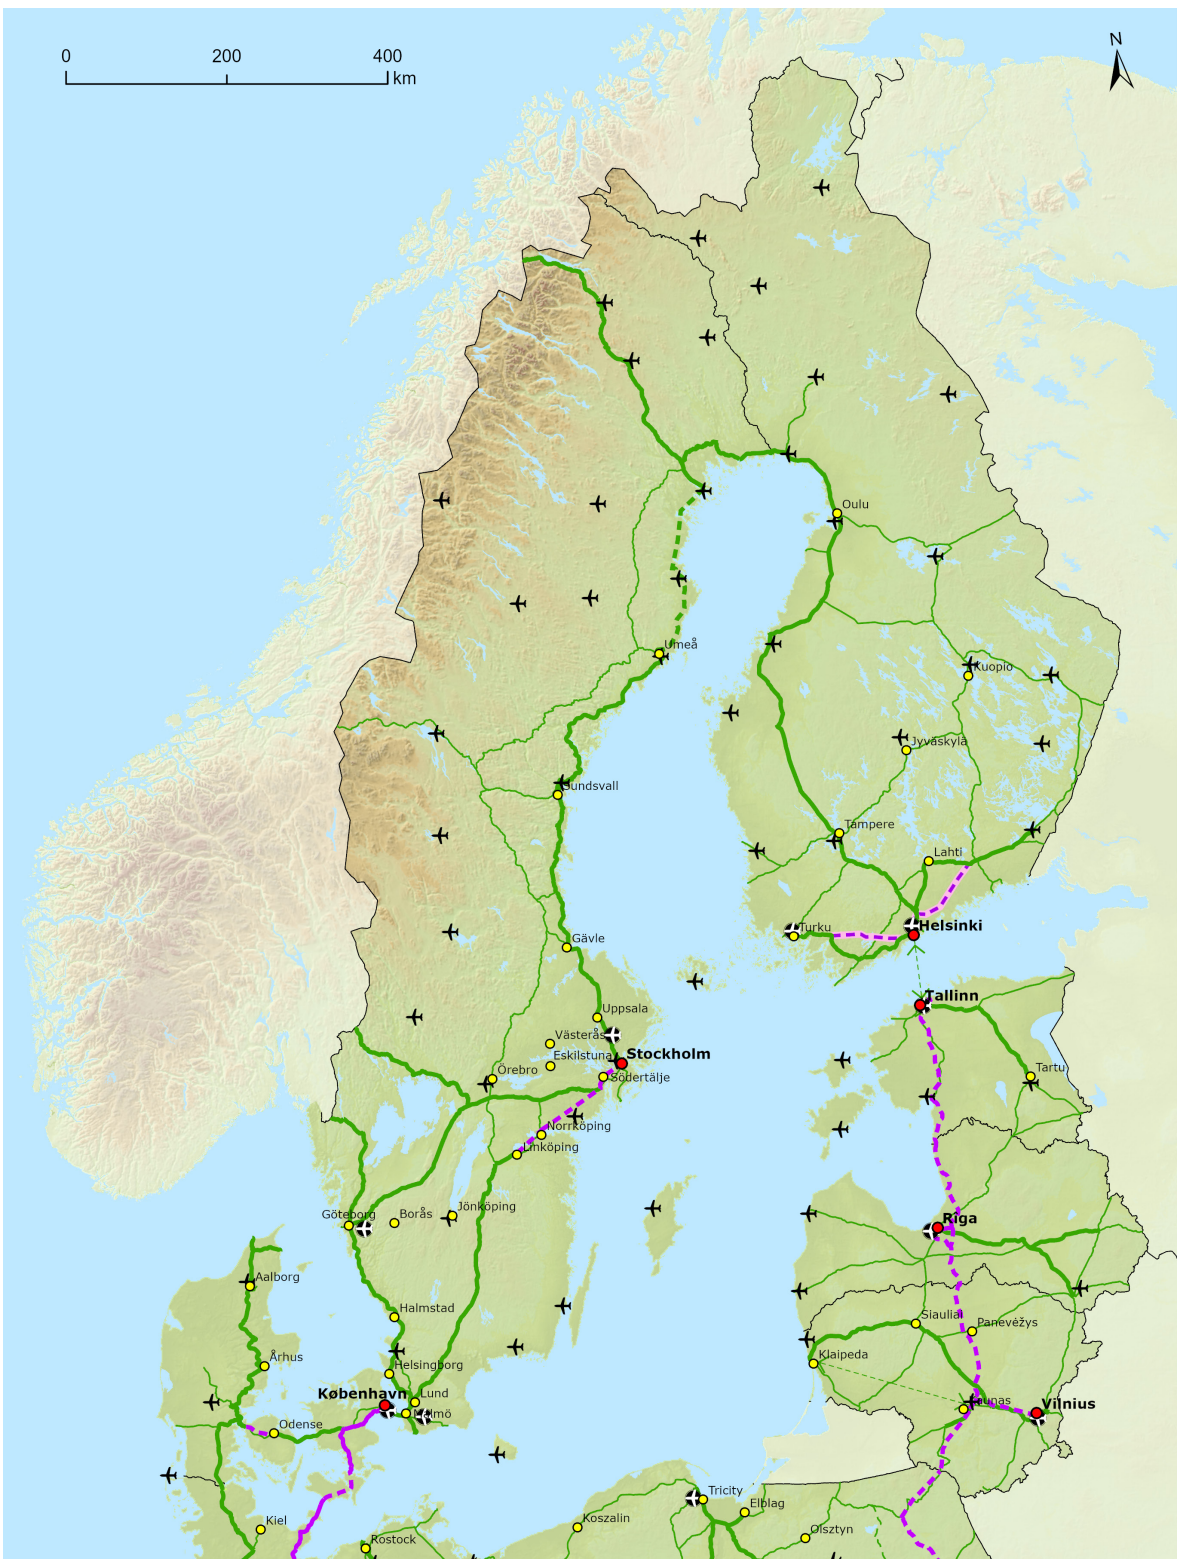 0 200 400
km
N
Oulu
Umeå
Kuopio
Jyväskylä
Sundsvall
Tampere
Lahti
Turku
Helsinki
Gävle
Tallinn
Uppsala
Västerås
Eskilstuna
Stockholm
Örebro
Södertälje
Tartu
Norrköping
Linköping
Göteborg
Borås
Jönköping
Riga
Aalborg
Halmstad
Siauliai
Panevėžys
Århus
Helsingborg
Klaipeda
København
Lund
Malmö
Kaunas
Vilnius
Odense
Tricity
Elblag
Kiel
Koszalin
Olsztyn
Rostock